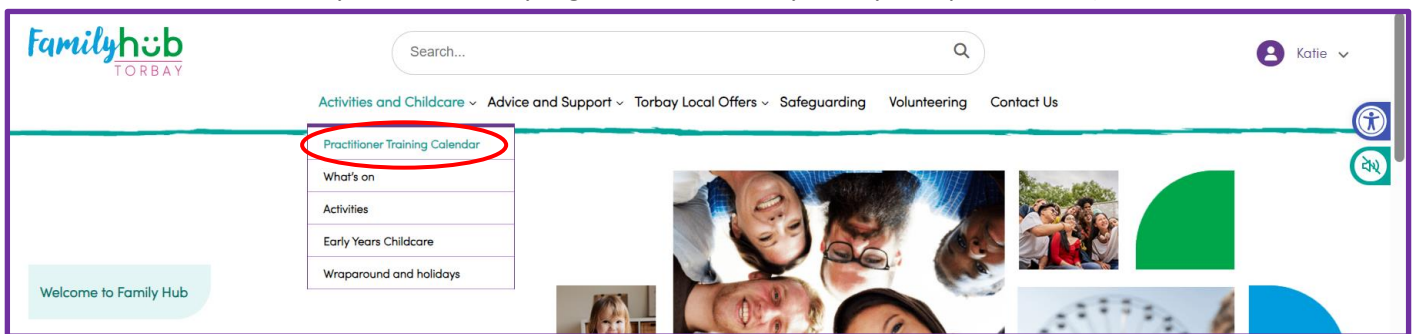 Familyhub
TORBAY
Search...
Katie
Activities and Childcare Advice and Support Torbay Local Offers Safeguarding Volunteering Contact Us
Practitioner Training Calendar
What's on
Activities
Early Years Childcare
Wraparound and holidays
Welcome to Family Hub